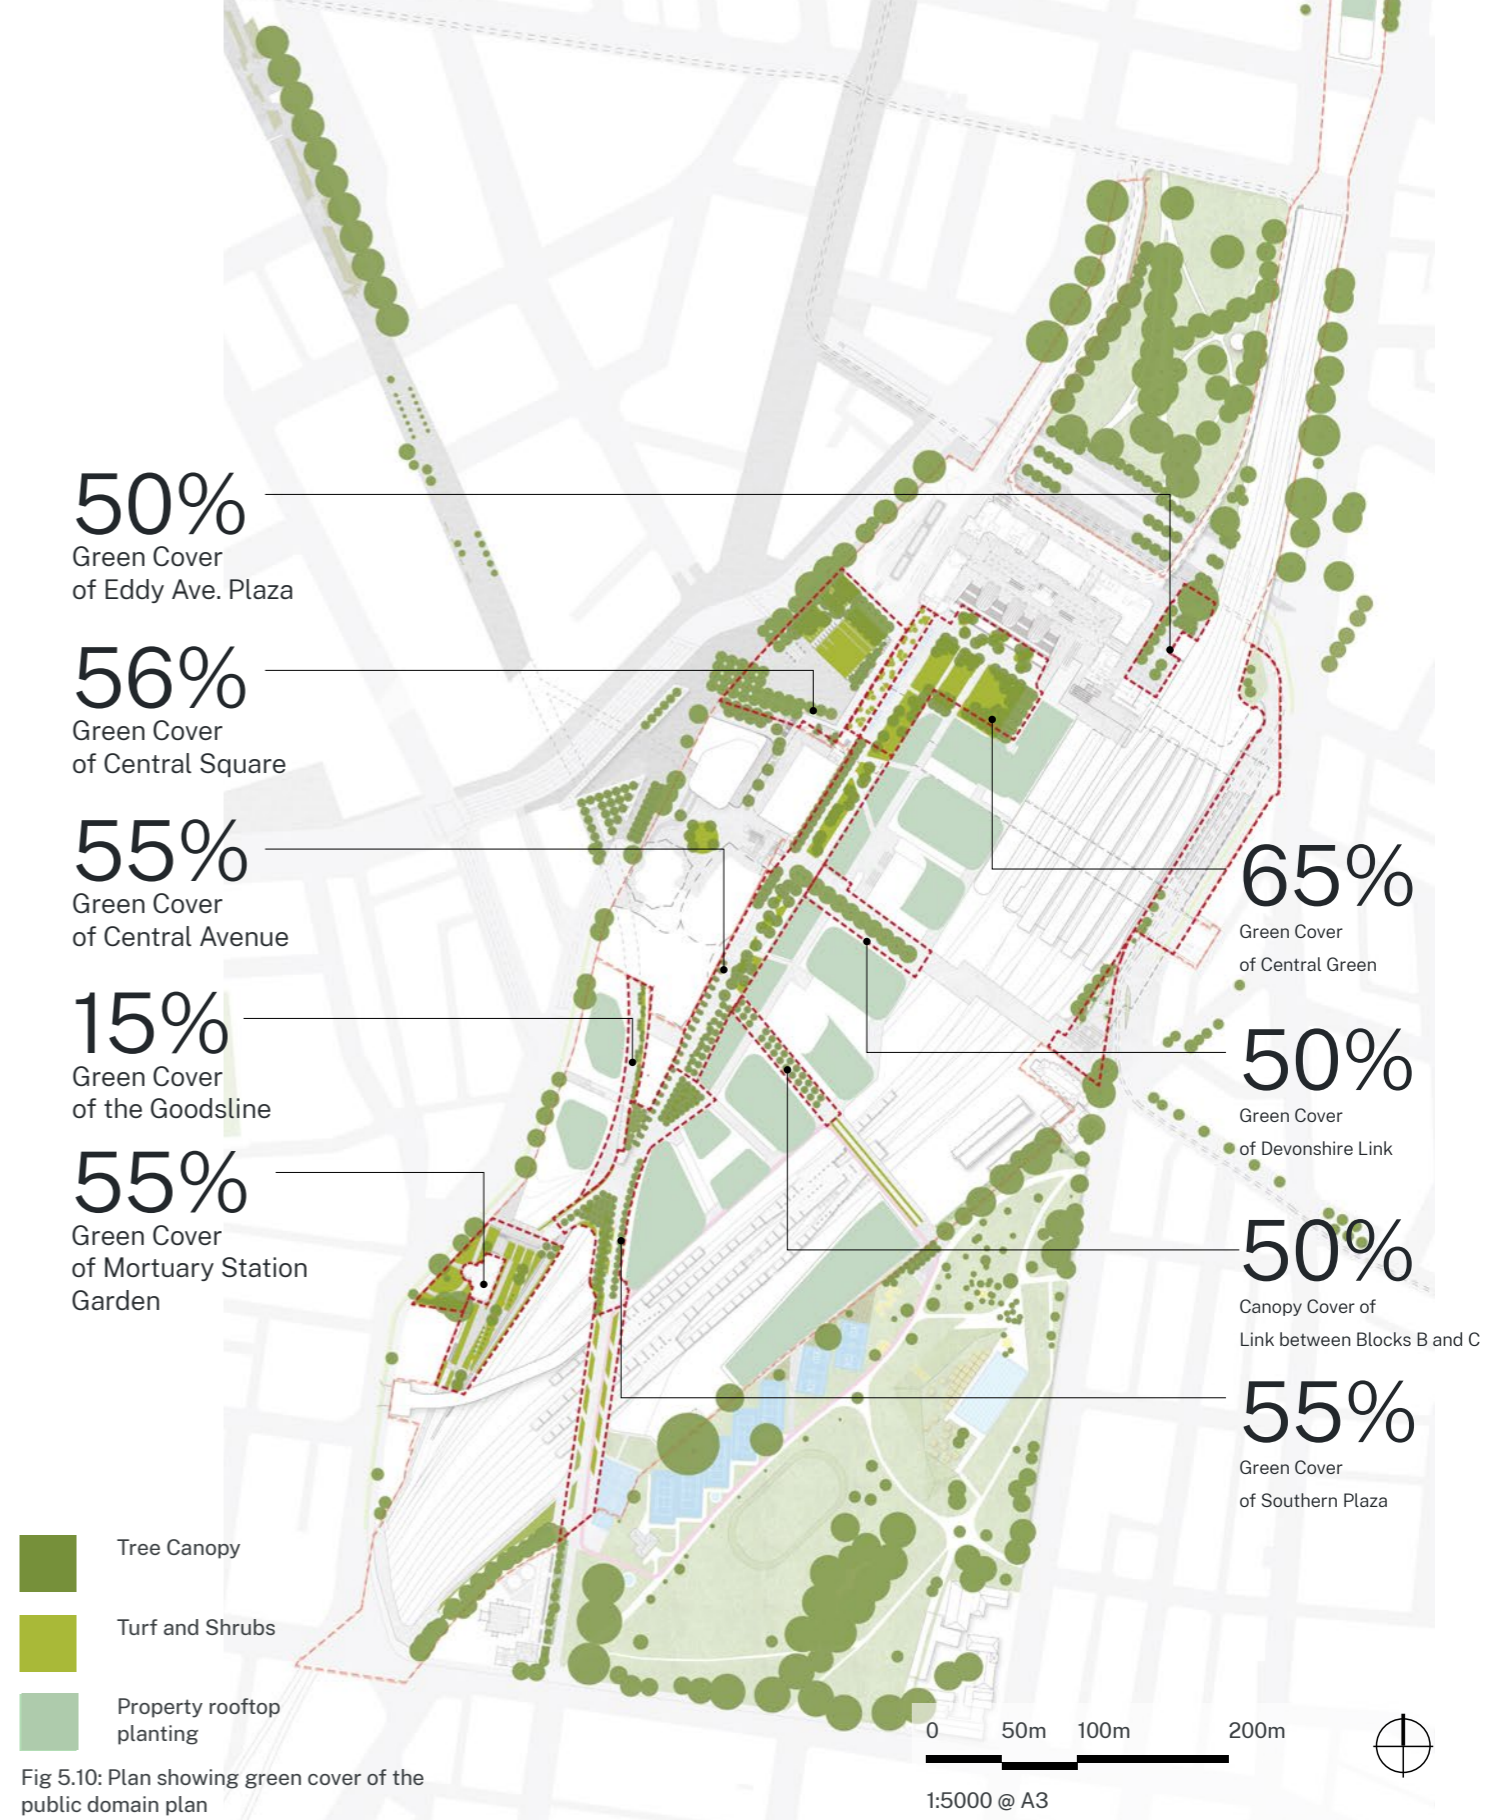 50%
Green Cover
of Eddy Ave. Plaza
56%
Green Cover
of Central Square
55%
Green Cover
of Central Avenue
15%
Green Cover
of the Goodsline
55%
Green Cover
of Mortuary Station
Garden
65%
Green Cover
of Central Green
50%
Green Cover
of Devonshire Link
50%
Canopy Cover of
Link between Blocks B and C
55%
Green Cover
of Southern Plaza
Tree Canopy
Turf and Shrubs
Property rooftop
planting
Fig 5.10: Plan showing green cover of the
public domain plan
0 50m 100m 200m
1:5000 @ A3